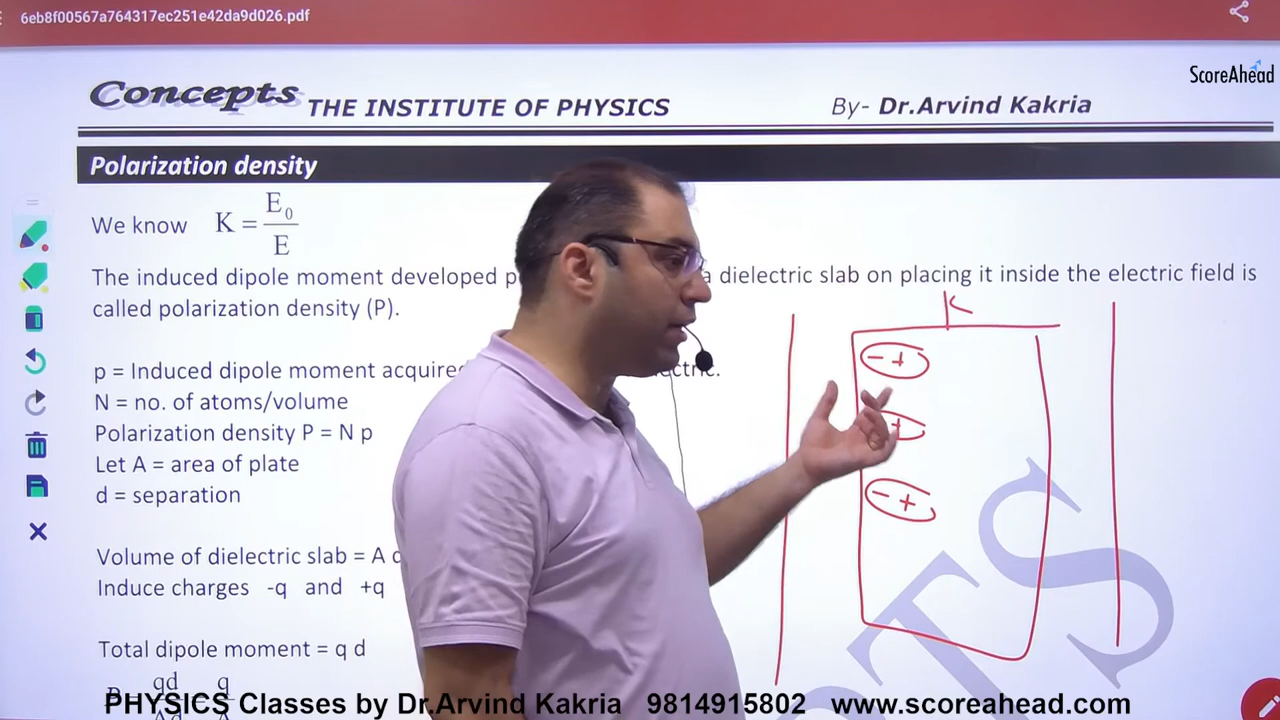 6eb8f00567a764317ec251e42da9d026.pdf
ScoreAhead
Concepts THE INSTITUTE OF PHYSICS By- Dr.Arvind Kakria
Polarization density
We know K = E₀ / E
The induced dipole moment developed p a dielectric slab on placing it inside the electric field is
called polarization density (P).
K
p = Induced dipole moment acquired
N = no. of atoms/volume
Polarization density P = N p
Let A = area of plate
d = separation
- +
+
- +
Volume of dielectric slab = A d
Induce charges -q and +q
Total dipole moment = q d
qd q
PTS
PHYSICS Classes by Dr.Arvind Kakria 9814915802 www.scoreahead.com